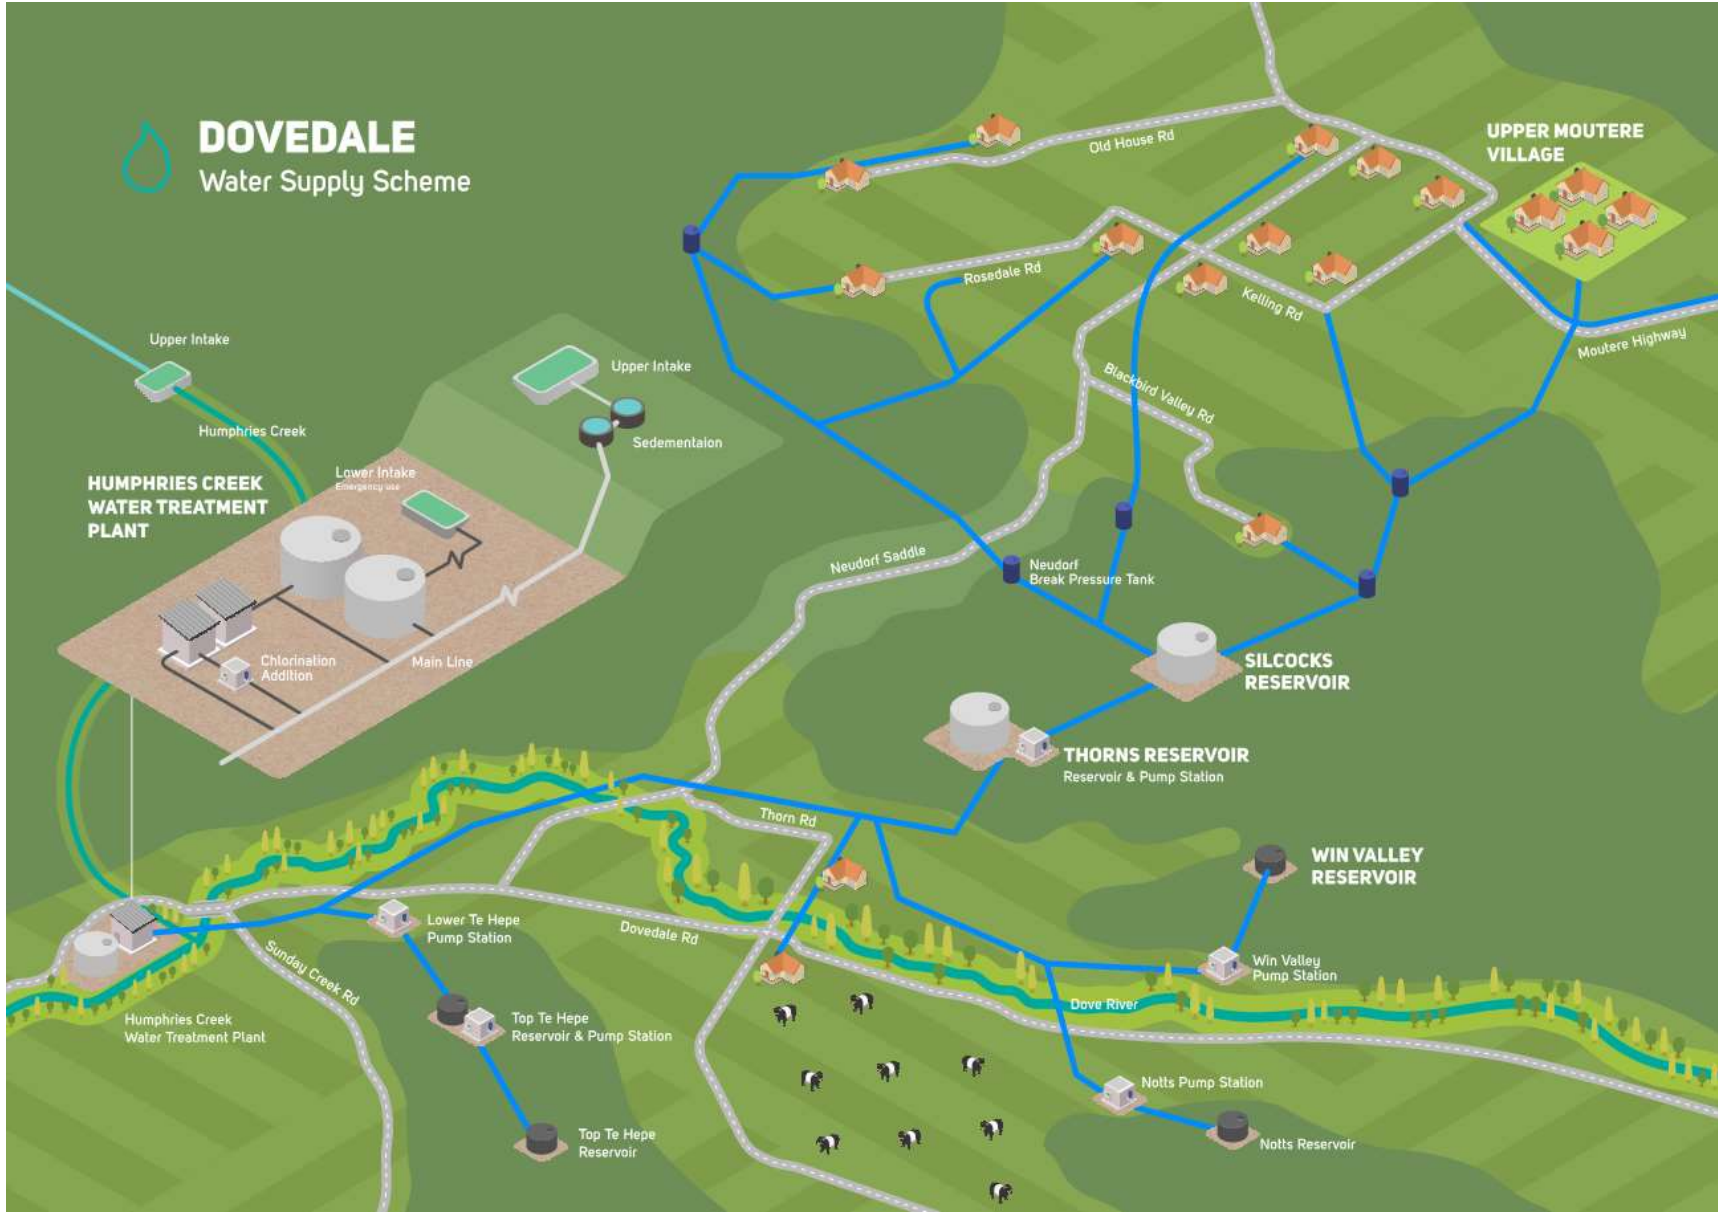 DOVEDALE
Water Supply Scheme
UPPER MOUTERE
VILLAGE
Old House Rd
Rosedale Rd
Kelling Rd
Moutere Highway
Blackbird Valley Rd
Upper Intake
Humphries Creek
Upper Intake
Sedementaion
Lower Intake
Emergency use
HUMPHRIES CREEK
WATER TREATMENT
PLANT
Chlorination
Addition
Main Line
Neudorf Saddle
Neudorf
Break Pressure Tank
SILCOCKS
RESERVOIR
THORNS RESERVOIR
Reservoir & Pump Station
Thorn Rd
WIN VALLEY
RESERVOIR
Lower Te Hepe
Pump Station
Dovedale Rd
Sunday Creek Rd
Win Valley
Pump Station
Dove River
Humphries Creek
Water Treatment Plant
Top Te Hepe
Reservoir & Pump Station
Notts Pump Station
Top Te Hepe
Reservoir
Notts Reservoir